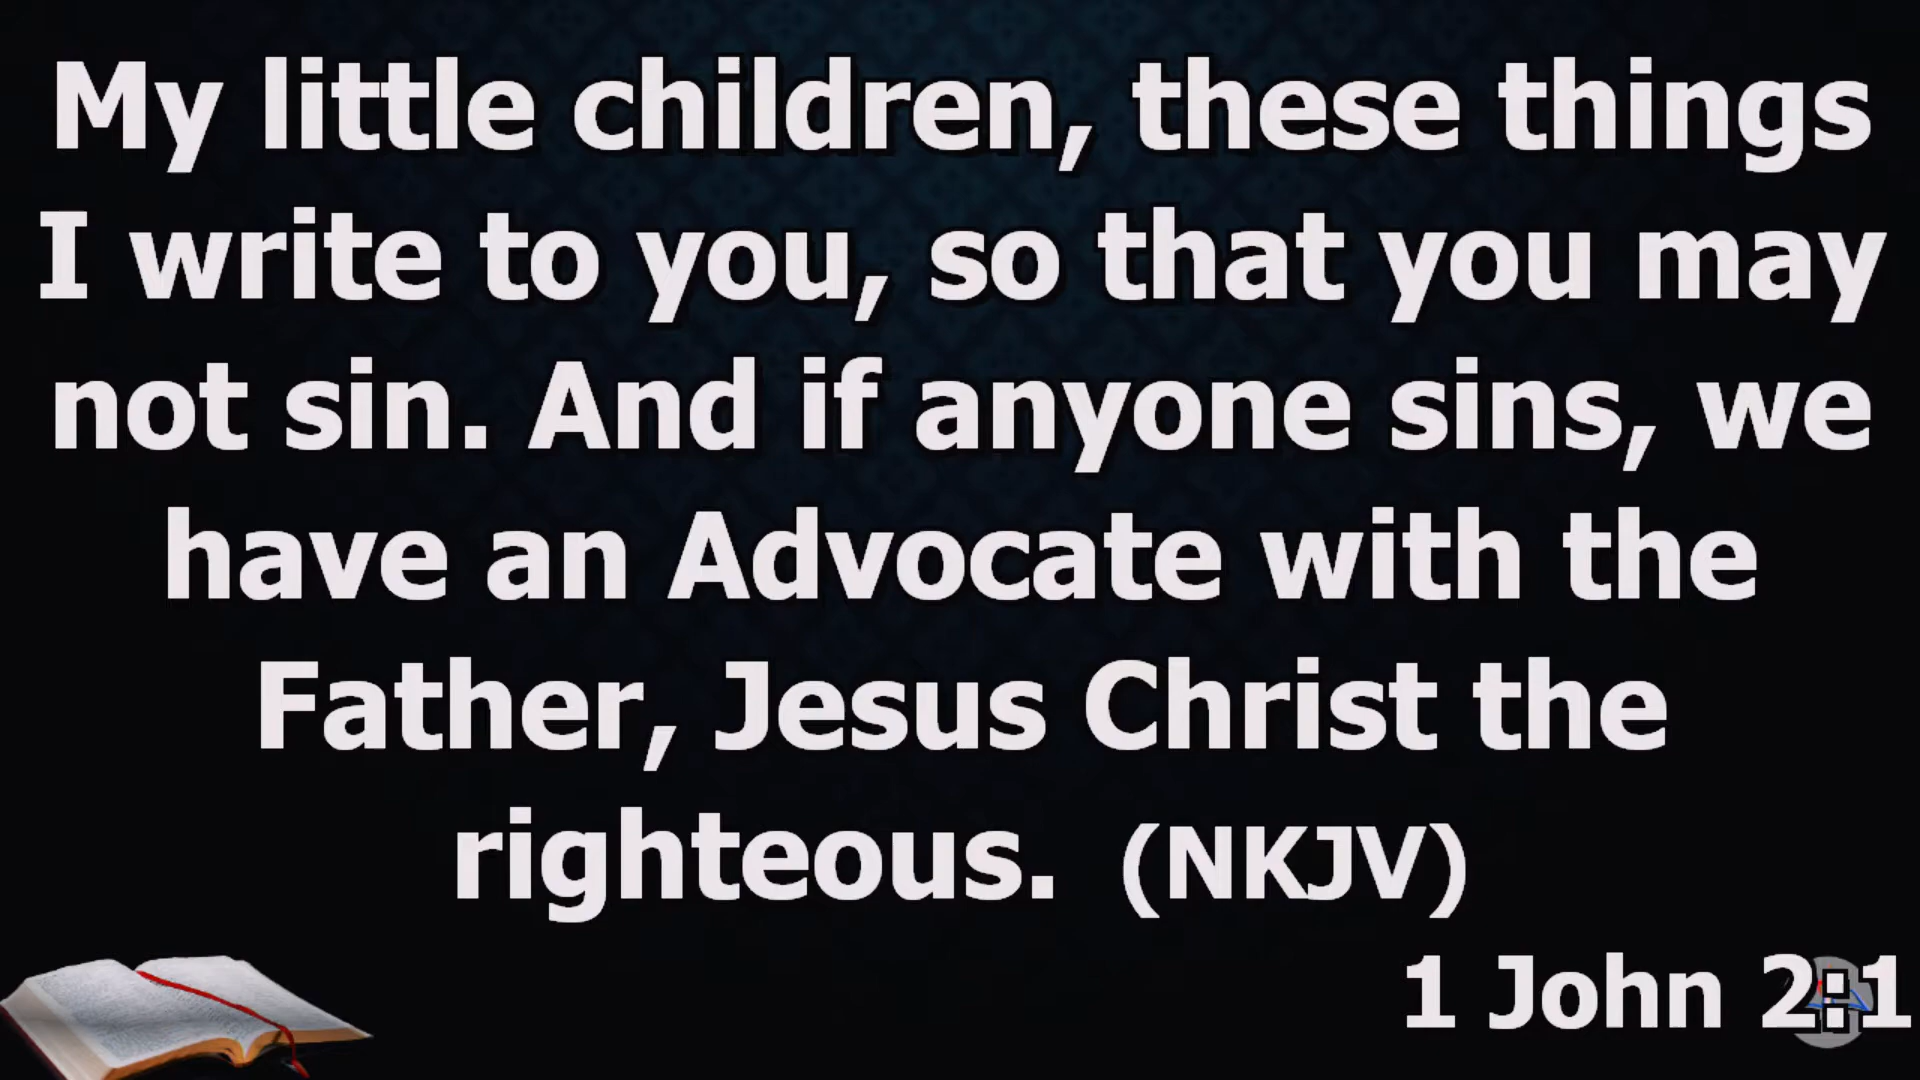 My little children, these things
I write to you, so that you may
not sin. And if anyone sins, we
have an Advocate with the
Father, Jesus Christ the
righteous. (NKJV)
1 John 2:1